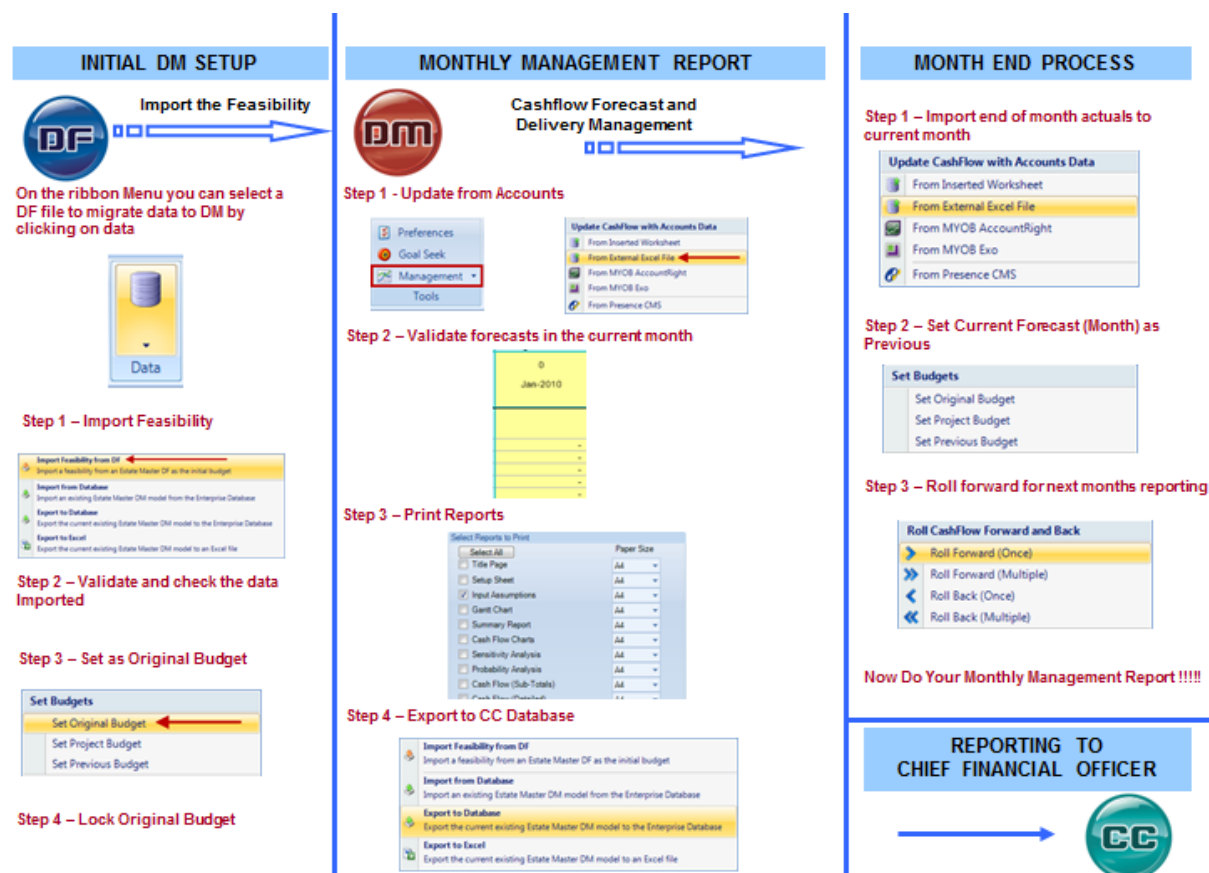 INITIAL DM SETUP
DF
Import the Feasibility
On the ribbon Menu you can select a
DF file to migrate data to DM by
clicking on data
Data
Step 1 – Import Feasibility
Import Feasibility from DF
Import a feasibility from an Estate Master DF as the initial budget
Import from Database
Import an existing Estate Master DM model from the Enterprise Database
Export to Database
Export the current existing Estate Master DM model to the Enterprise Database
Export to Excel
Export the current existing Estate Master DM model to an Excel file
Step 2 – Validate and check the data
Imported
Step 3 – Set as Original Budget
Set Budgets
Set Original Budget
Set Project Budget
Set Previous Budget
Step 4 – Lock Original Budget
MONTHLY MANAGEMENT REPORT
DM
Cashflow Forecast and
Delivery Management
Step 1 - Update from Accounts
Preferences
Goal Seek
Management
Tools
Update CashFlow with Accounts Data
From Inserted Worksheet
From External Excel File
From MYOB AccountRight
From MYOB Exo
From Presence CMS
Step 2 – Validate forecasts in the current month
0
Jan-2010
Step 3 – Print Reports
Select Reports to Print
Select All Paper Size
Title Page A4
Setup Sheet A4
Input Assumptions A4
Gantt Chart A4
Summary Report A4
Cash Flow Charts A4
Sensitivity Analysis A4
Probability Analysis A4
Cash Flow (Sub-Totals) A4
Cash Flow (Detailed) A4
Step 4 – Export to CC Database
Import Feasibility from DF
Import a feasibility from an Estate Master DF as the initial budget
Import from Database
Import an existing Estate Master DM model from the Enterprise Database
Export to Database
Export the current existing Estate Master DM model to the Enterprise Database
Export to Excel
Export the current existing Estate Master DM model to an Excel file
MONTH END PROCESS
Step 1 – Import end of month actuals to
current month
Update CashFlow with Accounts Data
From Inserted Worksheet
From External Excel File
From MYOB AccountRight
From MYOB Exo
From Presence CMS
Step 2 – Set Current Forecast (Month) as
Previous
Set Budgets
Set Original Budget
Set Project Budget
Set Previous Budget
Step 3 – Roll forward for next months reporting
Roll CashFlow Forward and Back
Roll Forward (Once)
Roll Forward (Multiple)
Roll Back (Once)
Roll Back (Multiple)
Now Do Your Monthly Management Report !!!!!
REPORTING TO
CHIEF FINANCIAL OFFICER
CC